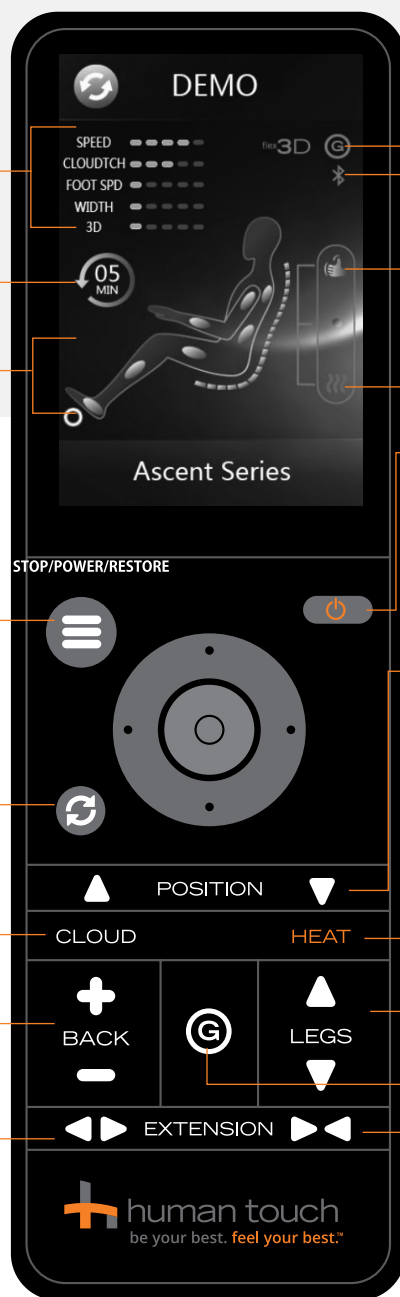 DEMO
SPEED
CLOUDTCH
FOOT SPD
WIDTH
3D
flex3D G
05
MIN
Ascent Series
STOP/POWER/RESTORE
POSITION
CLOUD HEAT
BACK G LEGS
EXTENSION
human touch
be your best. feel your best.™